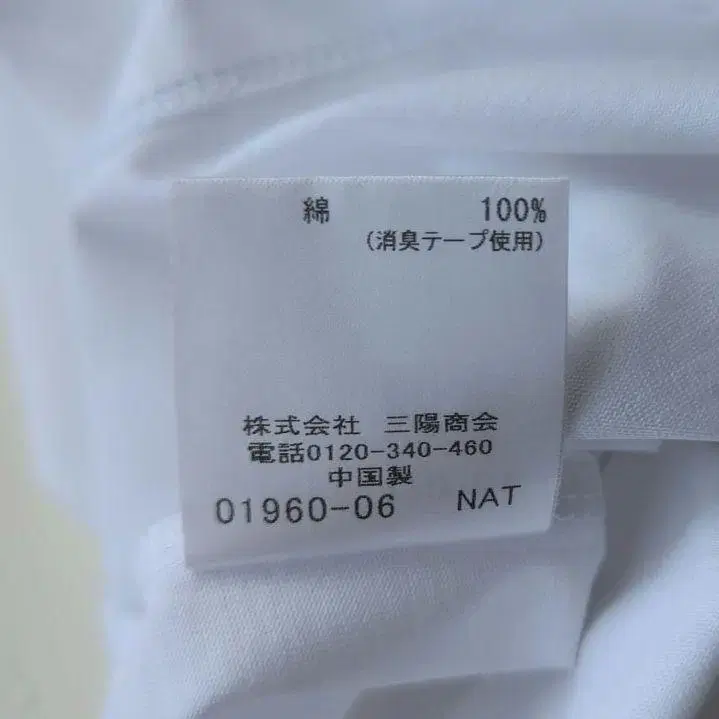 綿 100%
(消臭テープ使用)
株式会社 三陽商会
電話0120-340-460
中国製
01960-06 NAT